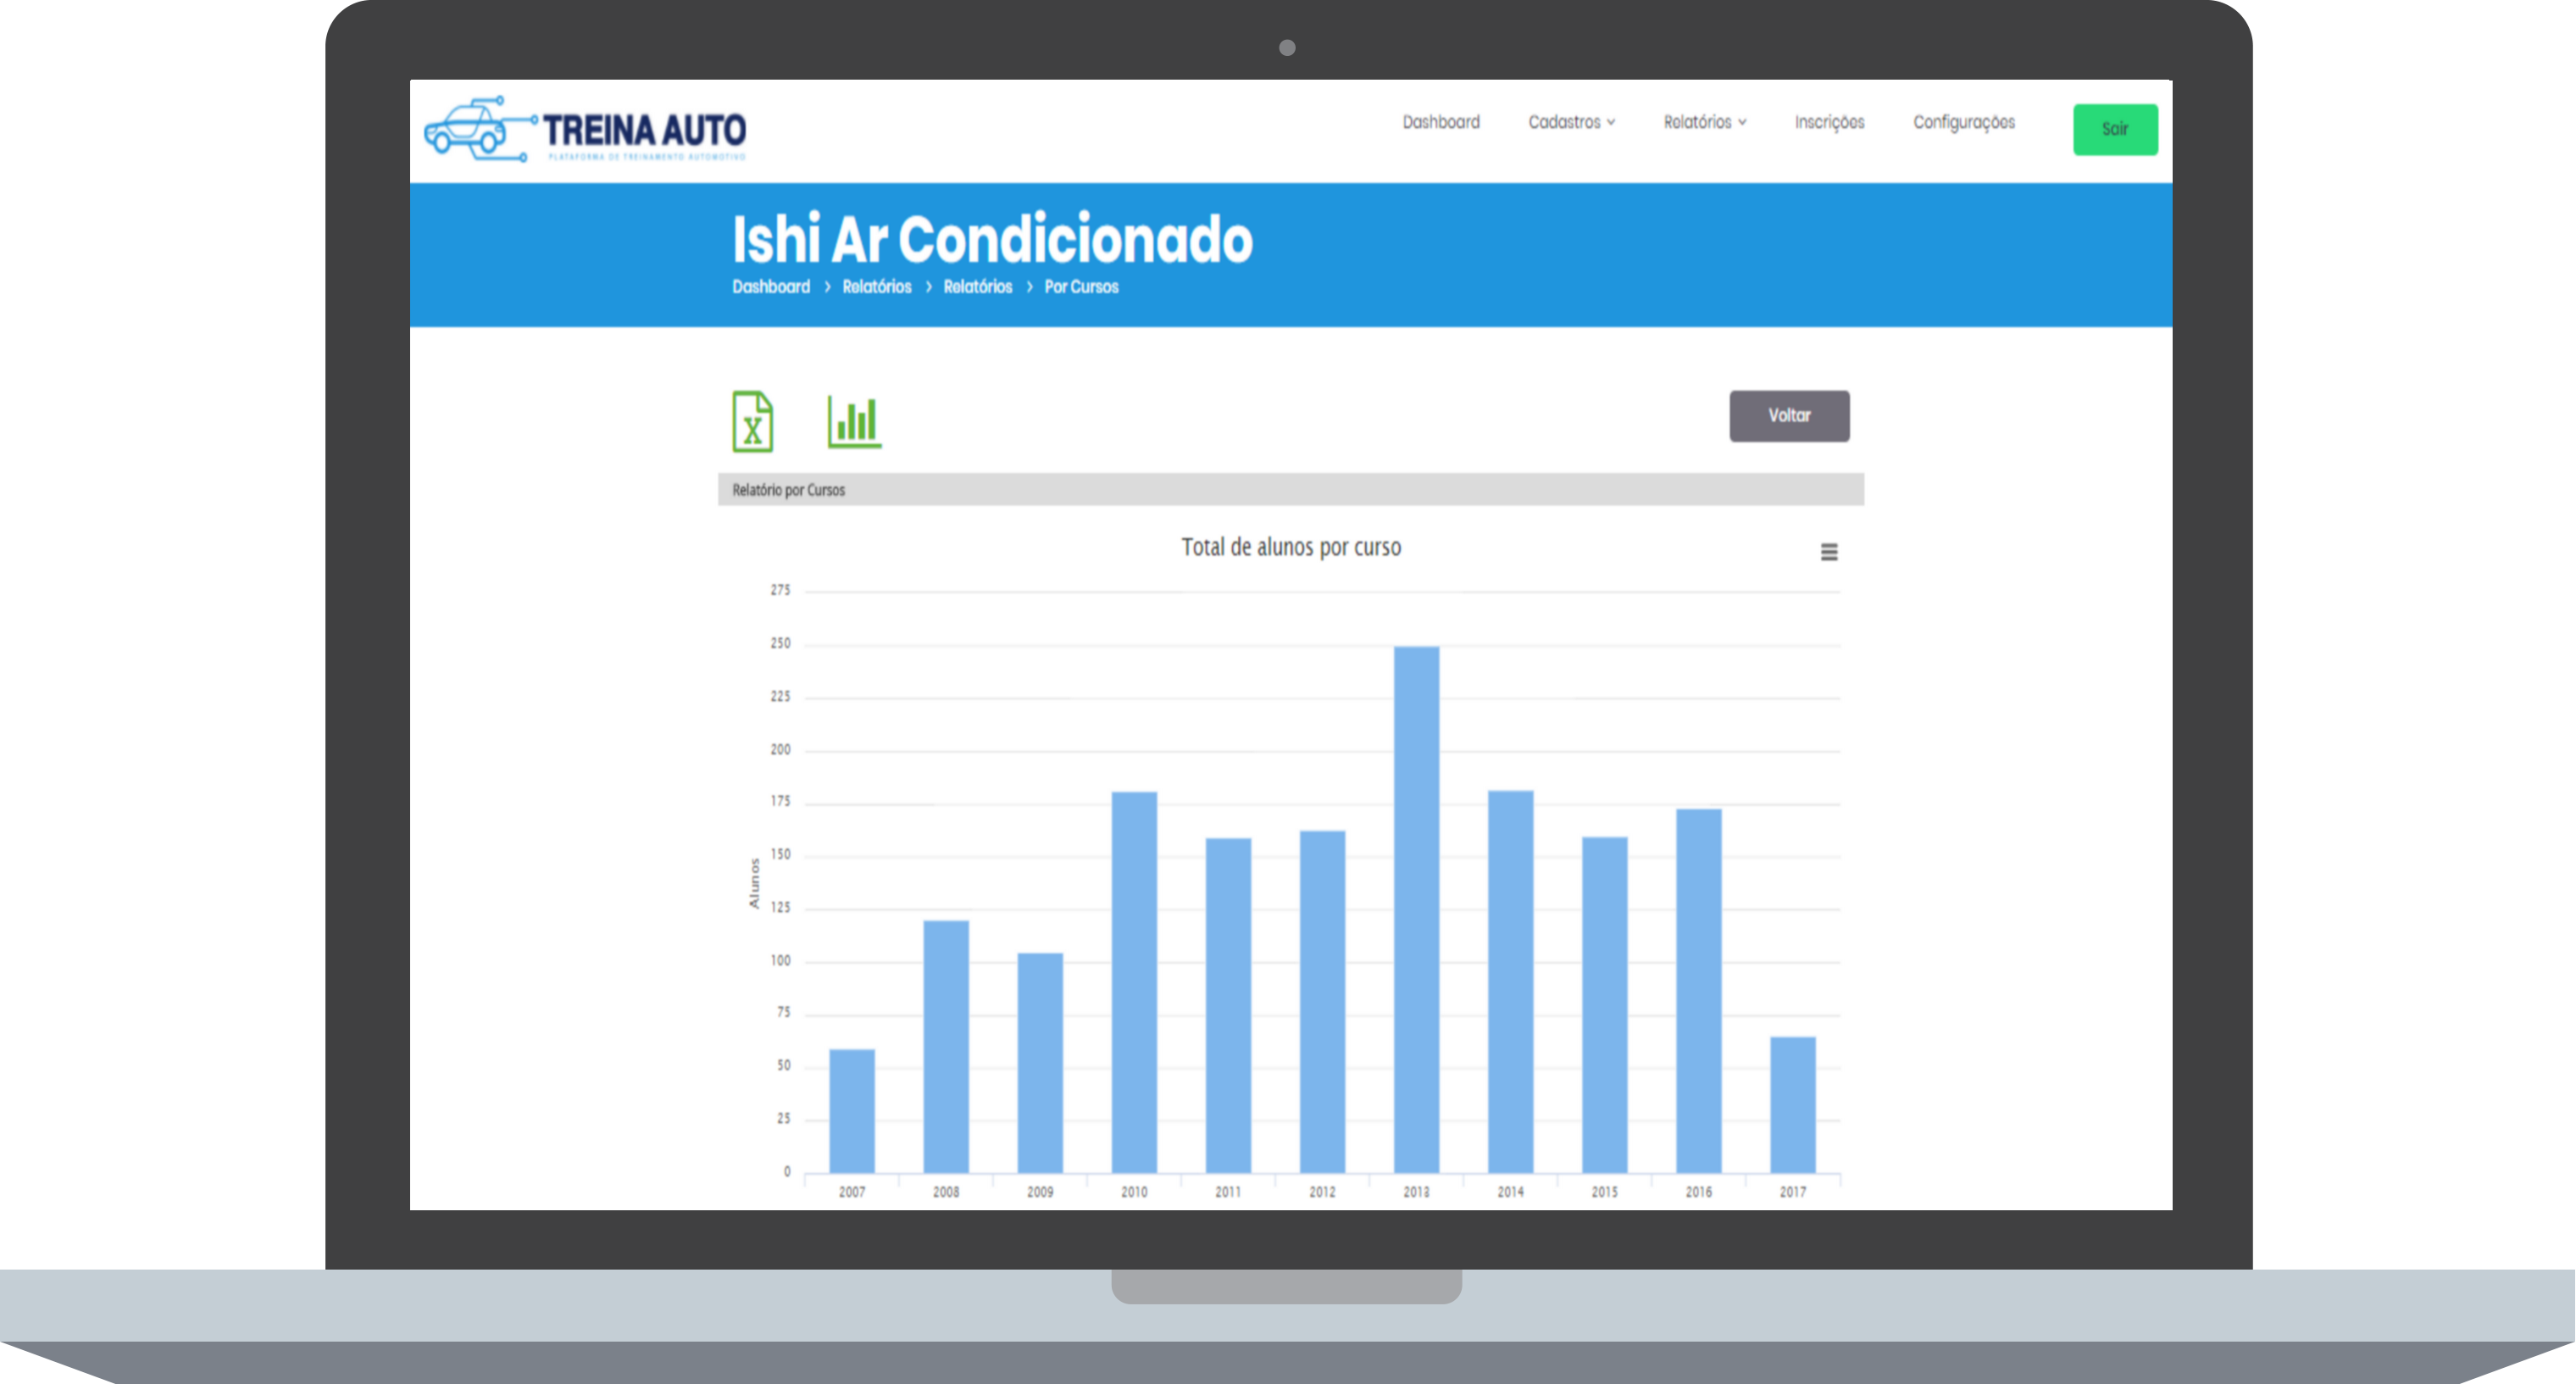 TREINA AUTO
PLATAFORMA DE TREINAMENTO AUTOMOTIVO
Dashboard Cadastros Relatórios Inscrições Configurações Sair
Ishi Ar Condicionado
Dashboard > Relatórios > Relatórios > Por Cursos
X
Voltar
Relatório por Cursos
Total de alunos por curso
Alunos
275
250
225
200
175
150
125
100
75
50
25
0
2007 2008 2009 2010 2011 2012 2013 2014 2015 2016 2017